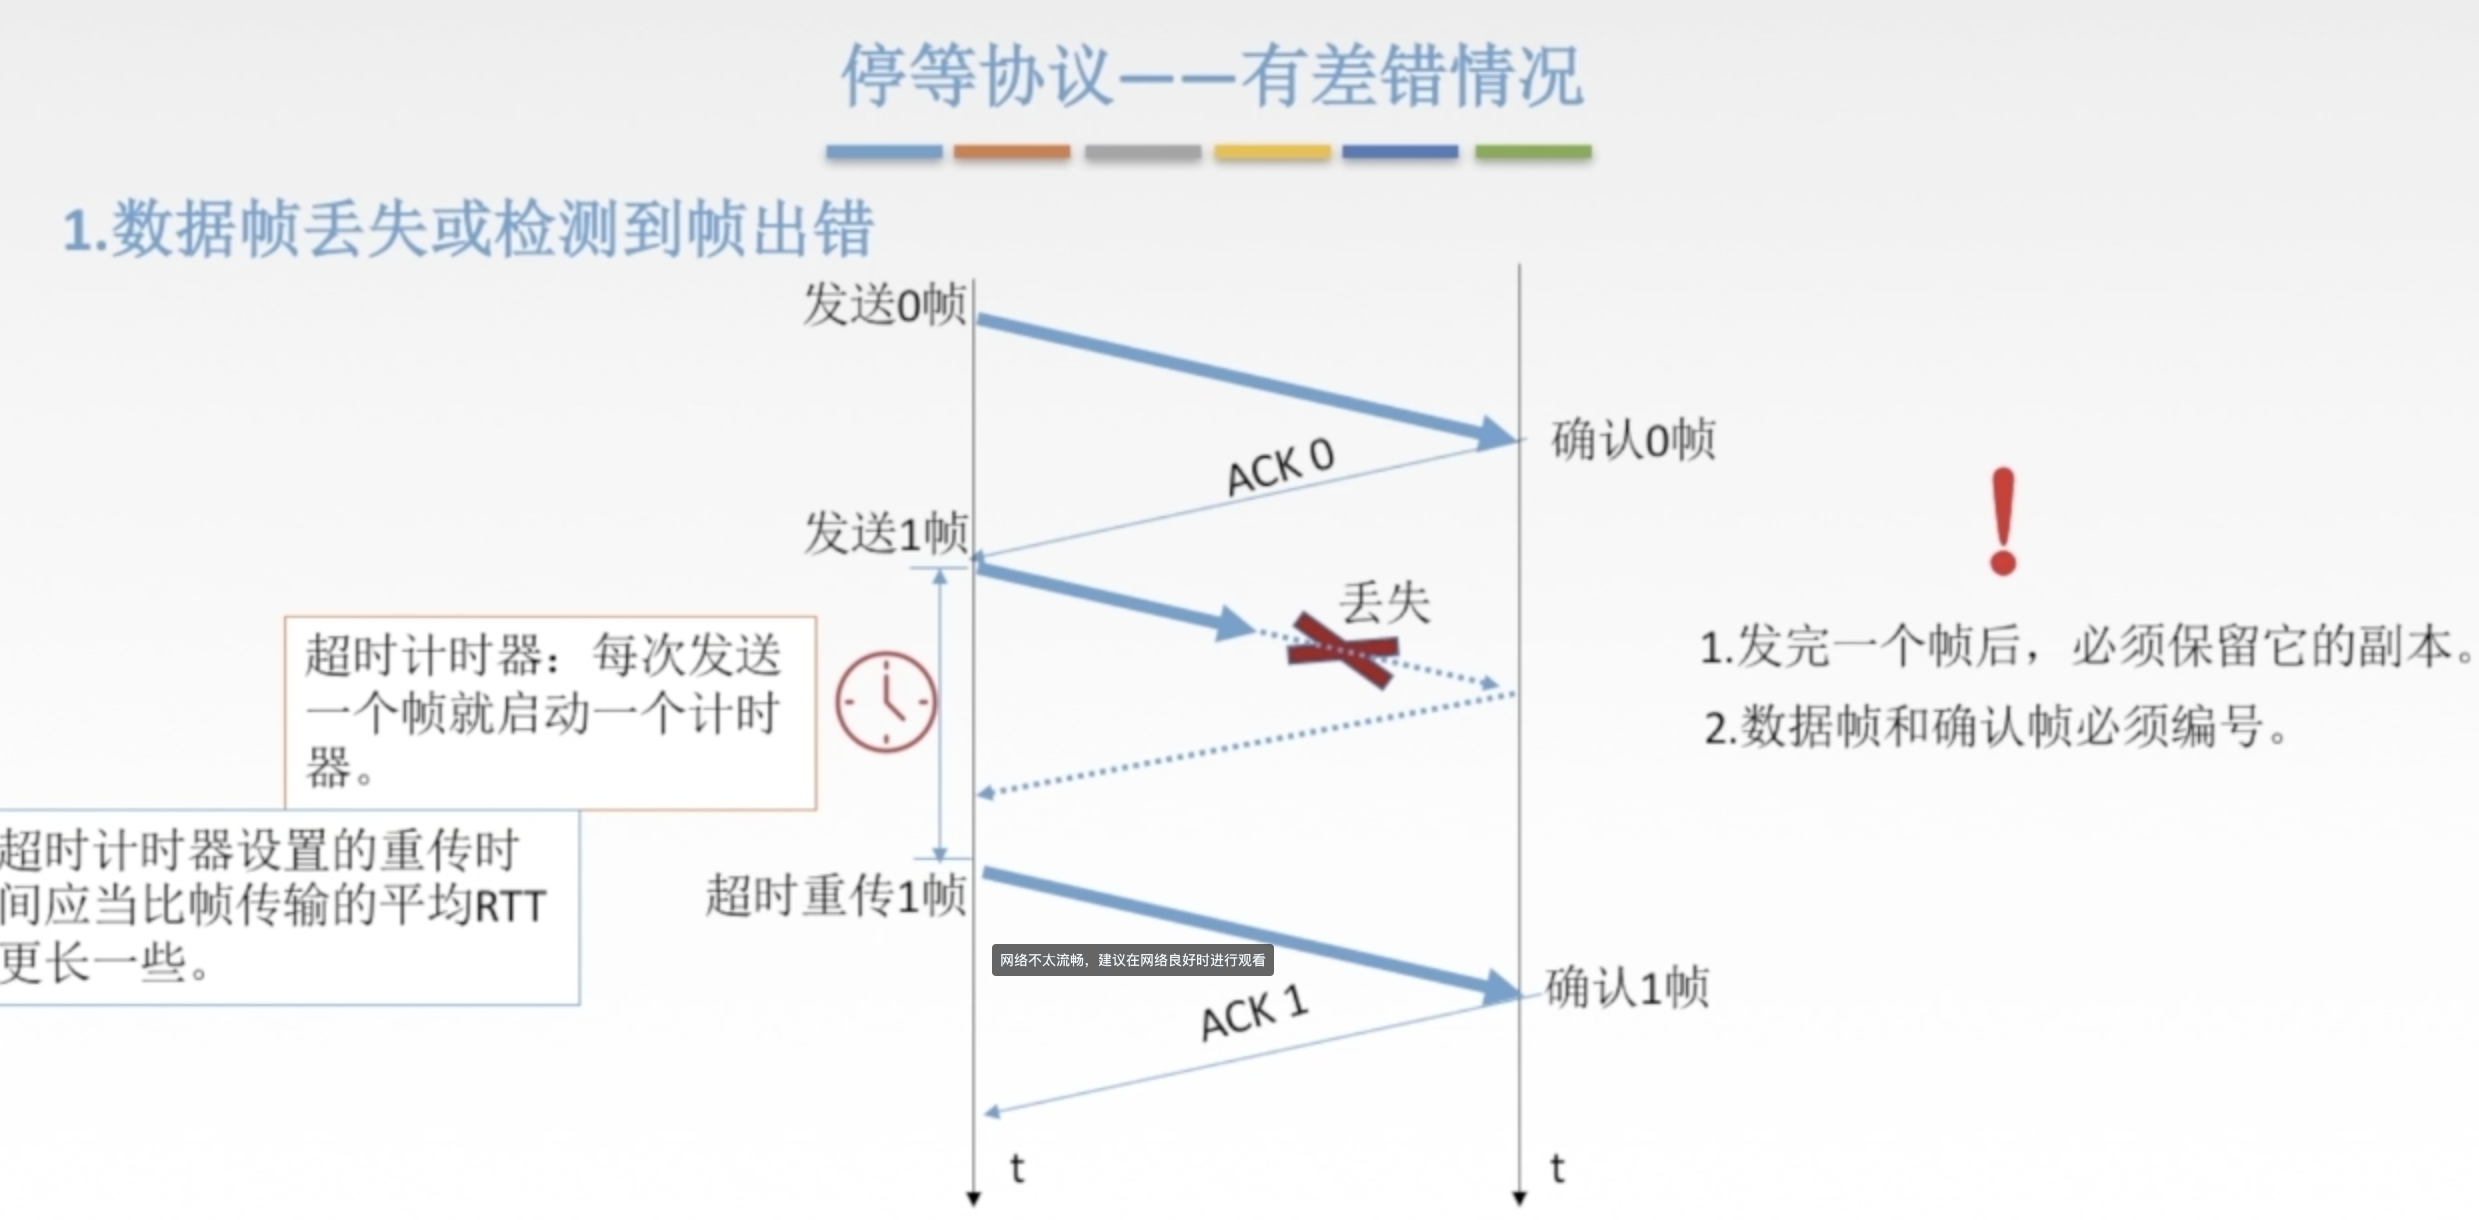 停等协议——有差错情况
1.数据帧丢失或检测到帧出错
发送0帧
确认0帧
ACK 0
发送1帧
丢失
超时计时器：每次发送
一个帧就启动一个计时
器。
1.发完一个帧后，必须保留它的副本。
2.数据帧和确认帧必须编号。
超时计时器设置的重传时
间应当比帧传输的平均RTT
更长一些。
超时重传1帧
网络不太流畅，建议在网络良好时进行观看
确认1帧
ACK 1
t
t